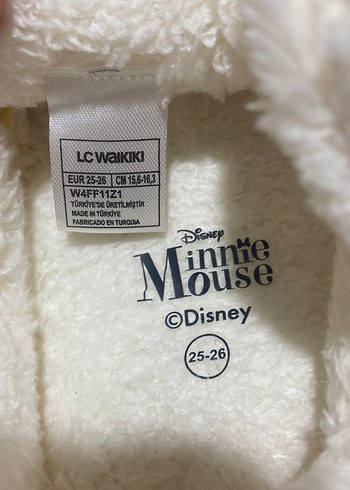 LC WAIKIKI
EUR 25-26 CM 15,6-16,3
W4FF11Z1
TÜRKİYE'DE ÜRETİLMİŞTİR
MADE IN TÜRKİYE
FABRICADO EN TURQUIA
Disney
Minnie
Mouse
©Disney
25-26